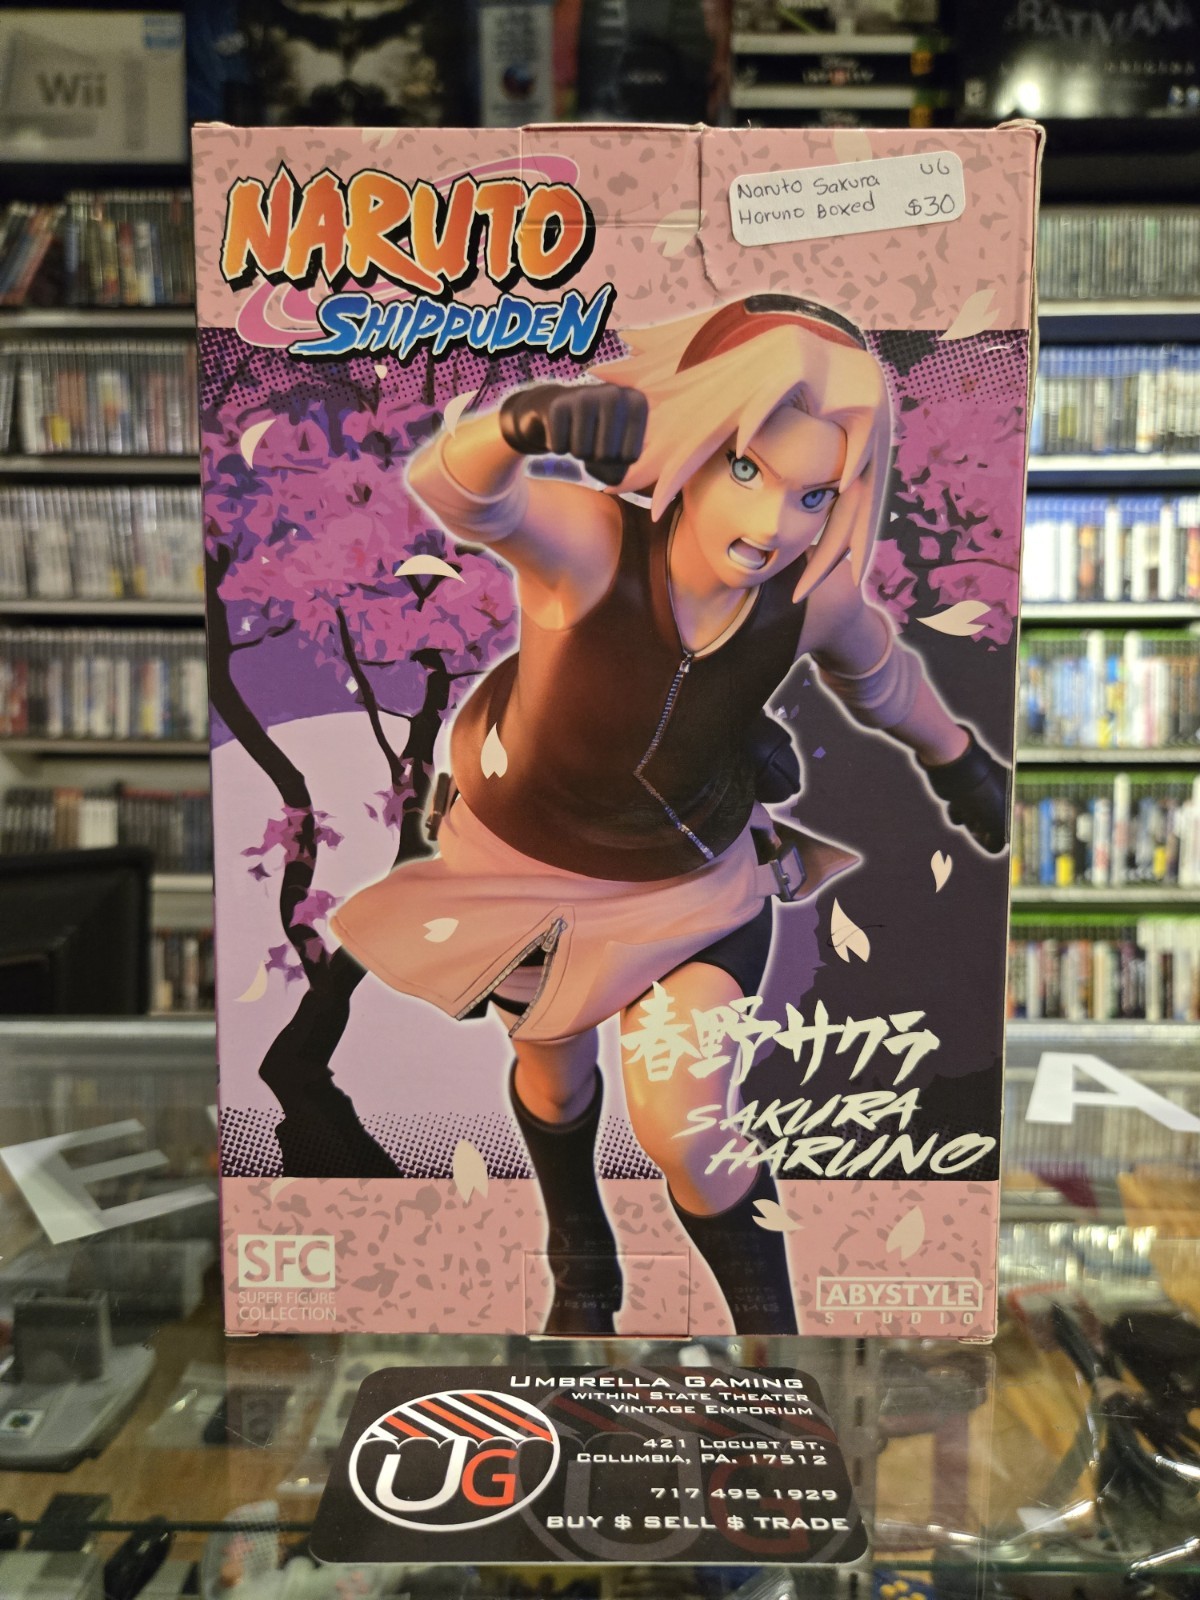 Wii
BATMAN
NARUTO
SHIPPUDEN
Naruto Sakura UG
Haruno Boxed $30
春野サクラ
SAKURA
HARUNO
E
A
SFC
SUPER FIGURE
COLLECTION
ABYSTYLE
STUDIO
UMBRELLA GAMING
WITHIN STATE THEATER
VINTAGE EMPORIUM
UG
421 LOCUST ST.
COLUMBIA, PA. 17512
717 495 1929
BUY $ SELL $ TRADE